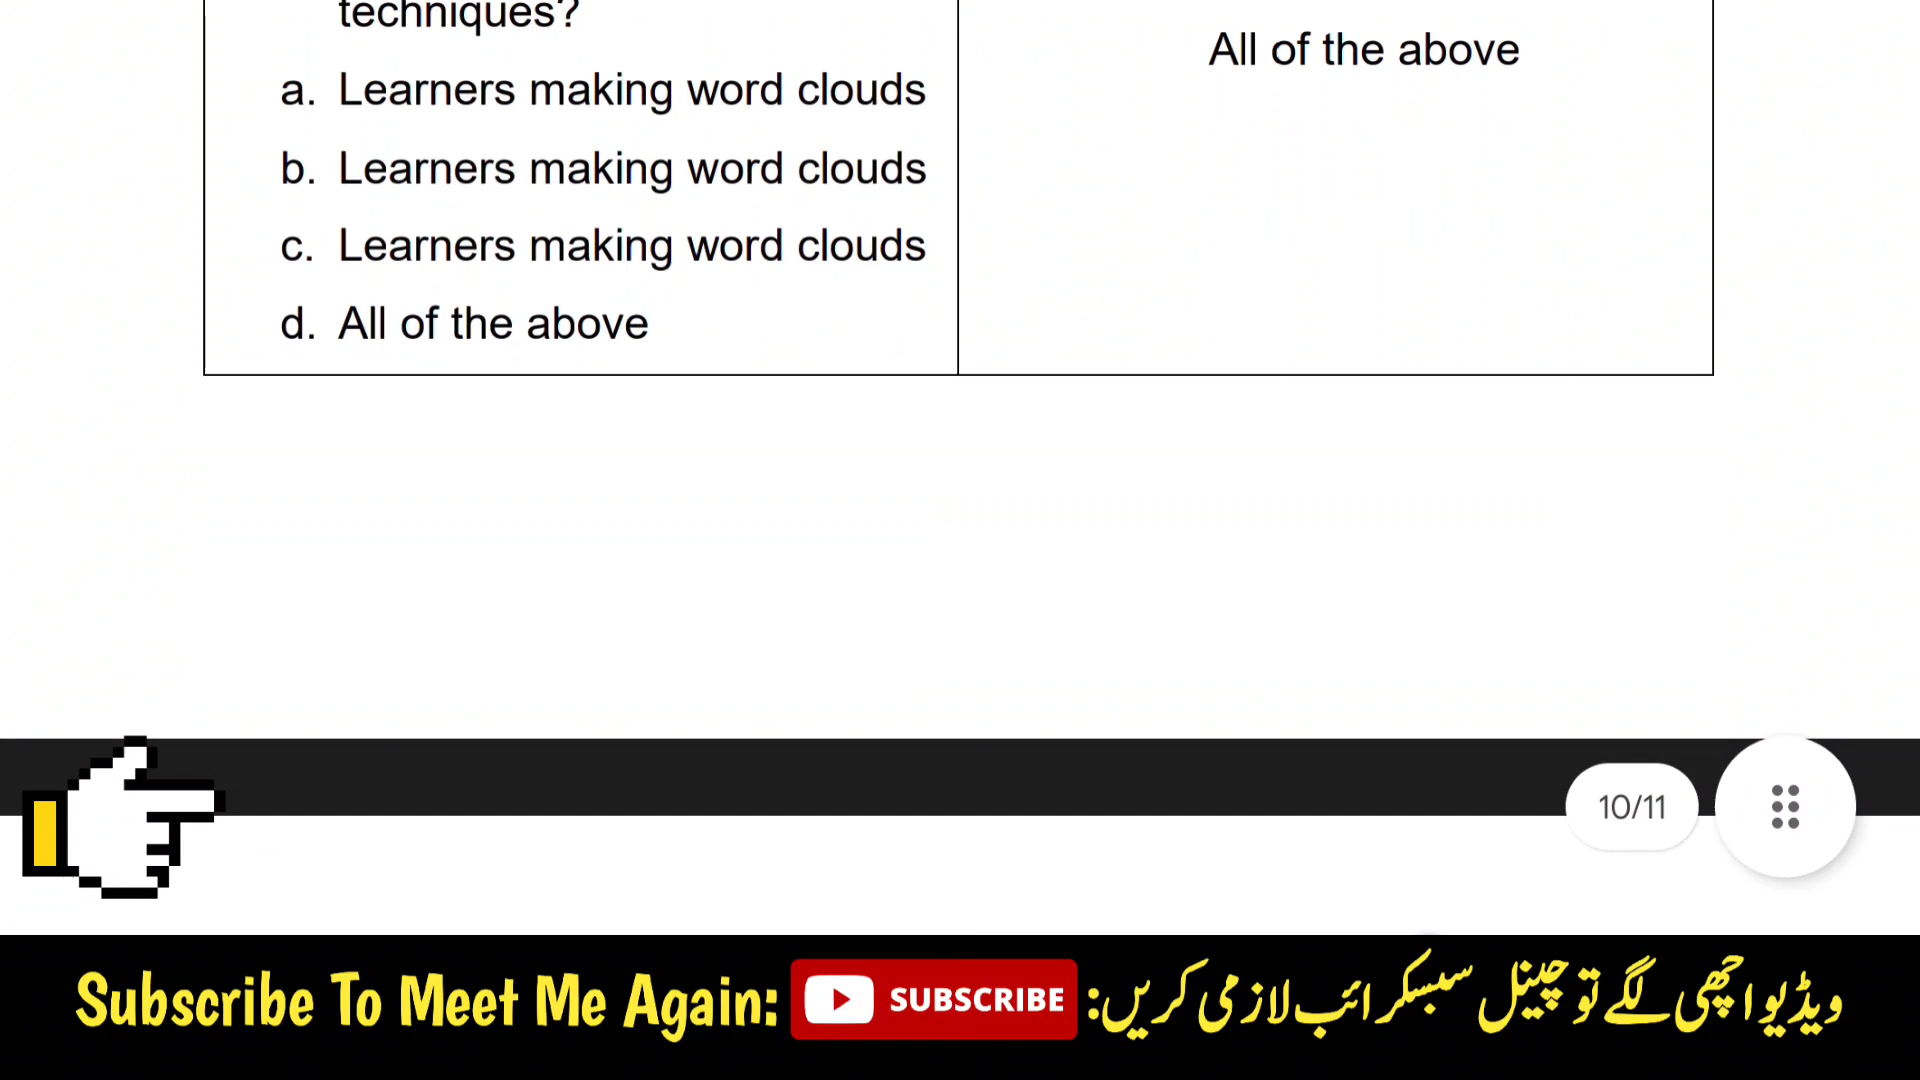 techniques?
a. Learners making word clouds
b. Learners making word clouds
c. Learners making word clouds
d. All of the above
All of the above
10/11
Subscribe To Meet Me Again: SUBSCRIBE ویڈیو اچھی لگے تو چینل سبسکرائب لازمی کریں: